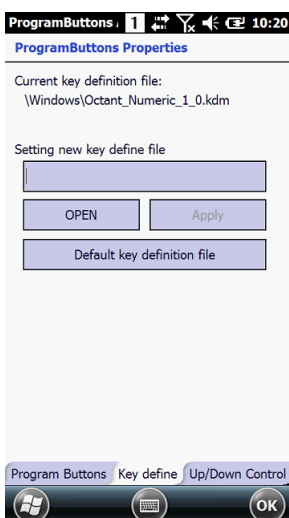 ProgramButtons 1 10:20
ProgramButtons Properties
Current key definition file:
\Windows\Octant_Numeric_1_0.kdm
Setting new key define file
OPEN Apply
Default key definition file
Program Buttons Key define Up/Down Control
OK